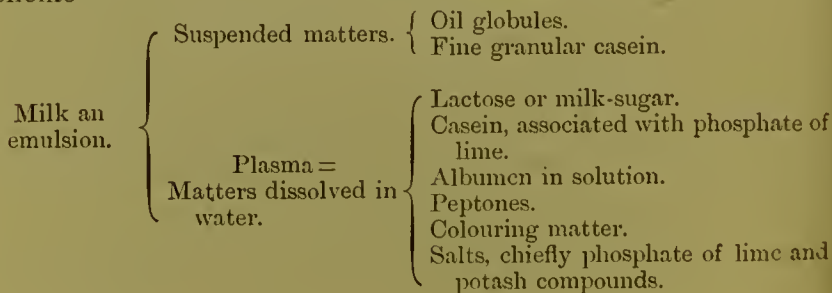 Suspended matters.
Oil globules.
Fine granular casein.
Milk an
emulsion.
Plasma =
Matters dissolved in
water.
Lactose or milk-sugar.
Casein, associated with phosphate of
lime.
Albumen in solution.
Peptones.
Colouring matter.
Salts, chiefly phosphate of lime and
potash compounds.